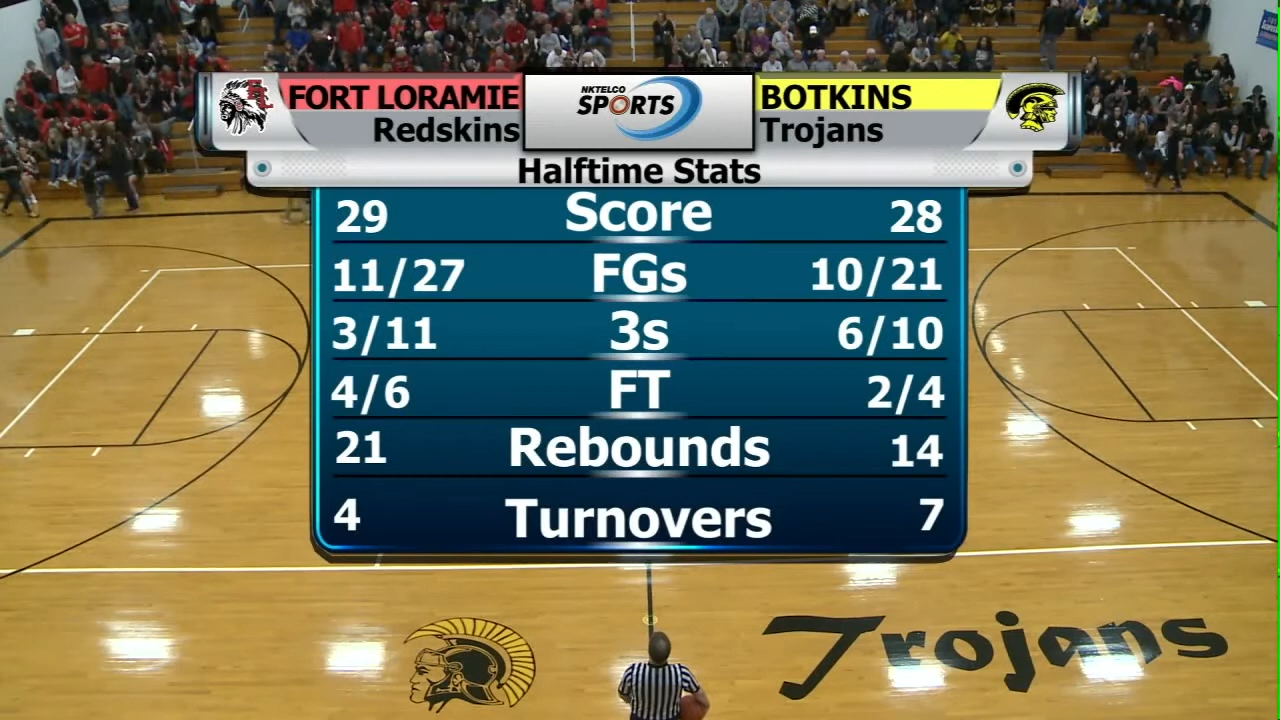 FORT LORAMIE
Redskins
NKTELCO
SPORTS
BOTKINS
Trojans
Halftime Stats
29 Score 28
11/27 FGs 10/21
3/11 3s 6/10
4/6 FT 2/4
21 Rebounds 14
4 Turnovers 7
Trojans